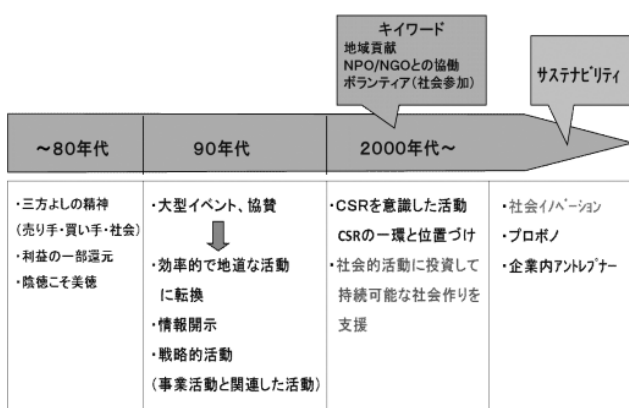 キーワード
地域貢献
NPO/NGOとの協働
ボランティア(社会参加)
サステナビリティ
～80年代
90年代
2000年代～
・三方よしの精神
(売り手・買い手・社会)
・利益の一部還元
・陰徳こそ美徳
・大型イベント、協賛
・効率的で地道な活動
に転換
・情報開示
・戦略的活動
(事業活動と関連した活動)
・CSRを意識した活動
CSRの一環と位置づけ
・社会的活動に投資して
持続可能な社会作りを
支援
・社会イノベーション
・プロボノ
・企業内アントレプナー